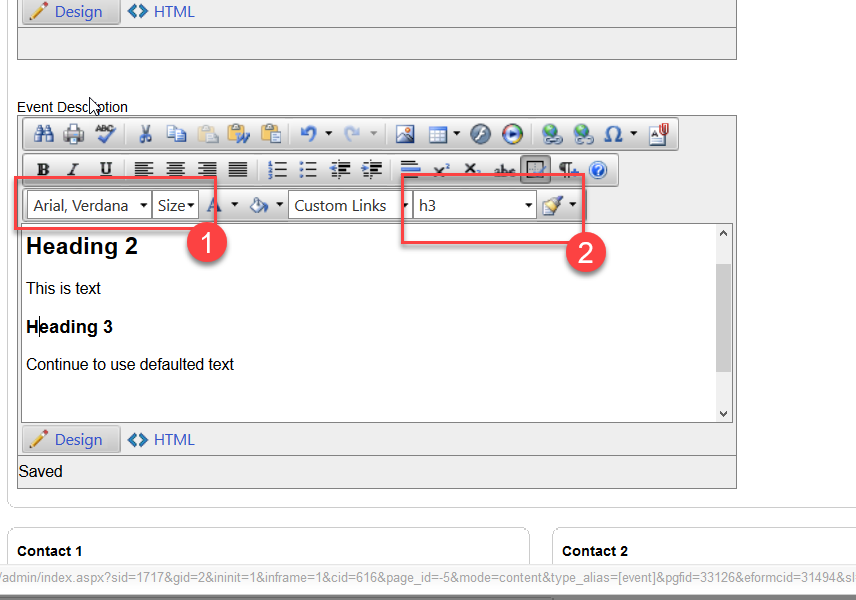 Design HTML
Event Description
ABC
B I U x² X₂ abc
Arial, Verdana Size A Custom Links h3
1
2
Heading 2
This is text
Heading 3
Continue to use defaulted text
Design HTML
Saved
Contact 1 Contact 2
/admin/index.aspx?sid=1717&gid=2&ininit=1&inframe=1&cid=616&page_id=-5&mode=content&type_alias=[event]&pgfid=33126&eformcid=31494&sl